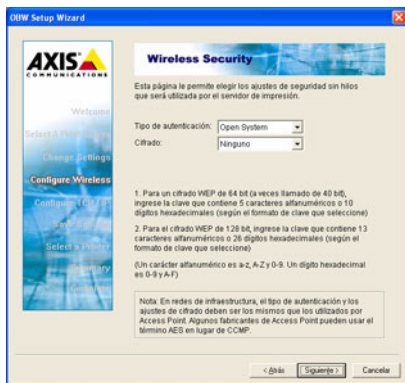 OBW Setup Wizard
AXIS
COMMUNICATIONS
Wireless Security
Esta página le permite elegir los ajustes de seguridad sin hilos
que será utilizada por el servidor de impresión.
Welcome
Tipo de autenticación: Open System
Select A Print
Cifrado: Ninguno
Change Settings
Configure Wireless
Configure TCP
1. Para un cifrado WEP de 64 bit (a veces llamado de 40 bit),
ingrese la clave que contiene 5 caracteres alfanuméricos o 10
dígitos hexadecimales (según el formato de clave que seleccione)
2. Para el cifrado WEP de 128 bit, ingrese la clave que contiene 13
caracteres alfanuméricos o 26 dígitos hexadecimales (según el
formato de clave que seleccione)
Select a Printer
(Un carácter alfanumérico es a-z, A-Z y 0-9. Un dígito hexadecimal
es 0-9 y A-F)
Nota: En redes de infraestructura, el tipo de autenticación y los
ajustes de cifrado deben ser los mismos que los utilizados por
Access Point. Algunos fabricantes de Access Point pueden usar el
término AES en lugar de CCMP.
< Atrás
Siguiente >
Cancelar